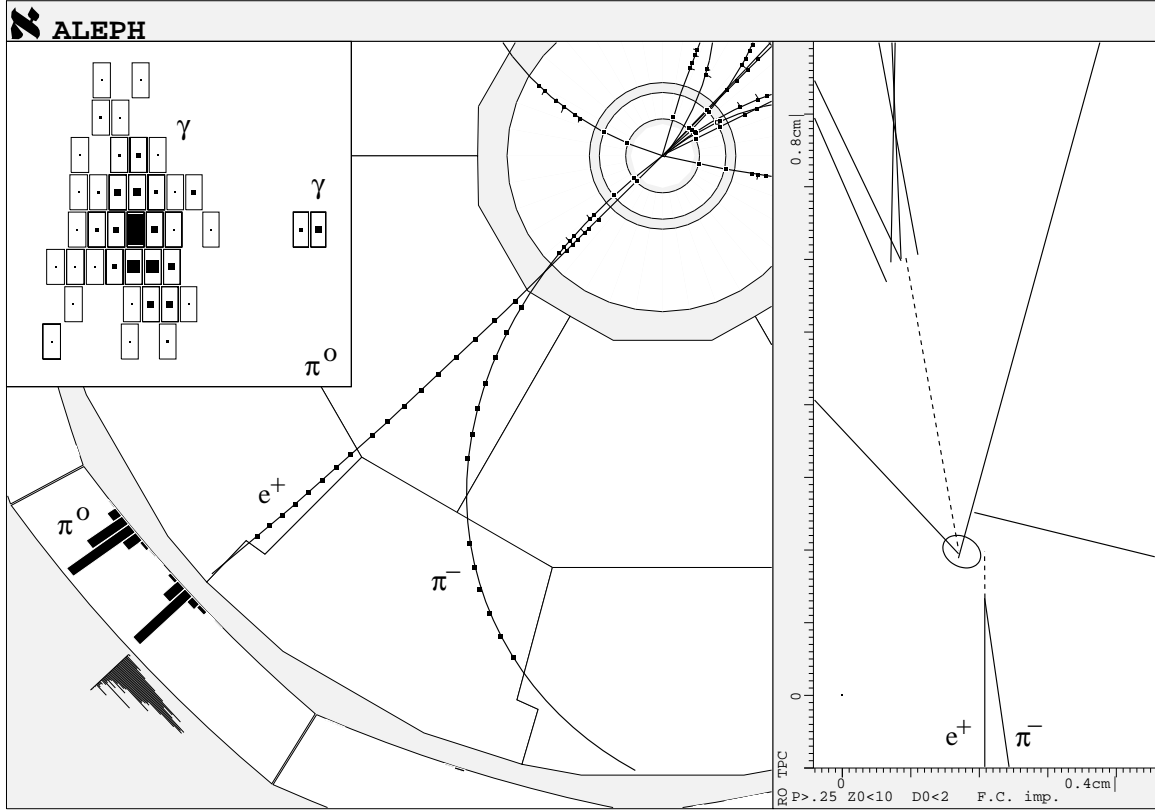 ℵ ALEPH
γ
γ
π⁰
e⁺
π⁰
π⁻
0.8cm
0
e⁺
π⁻
RO TPC
0
0.4cm
P>.25 Z0<10 D0<2 F.C. imp.